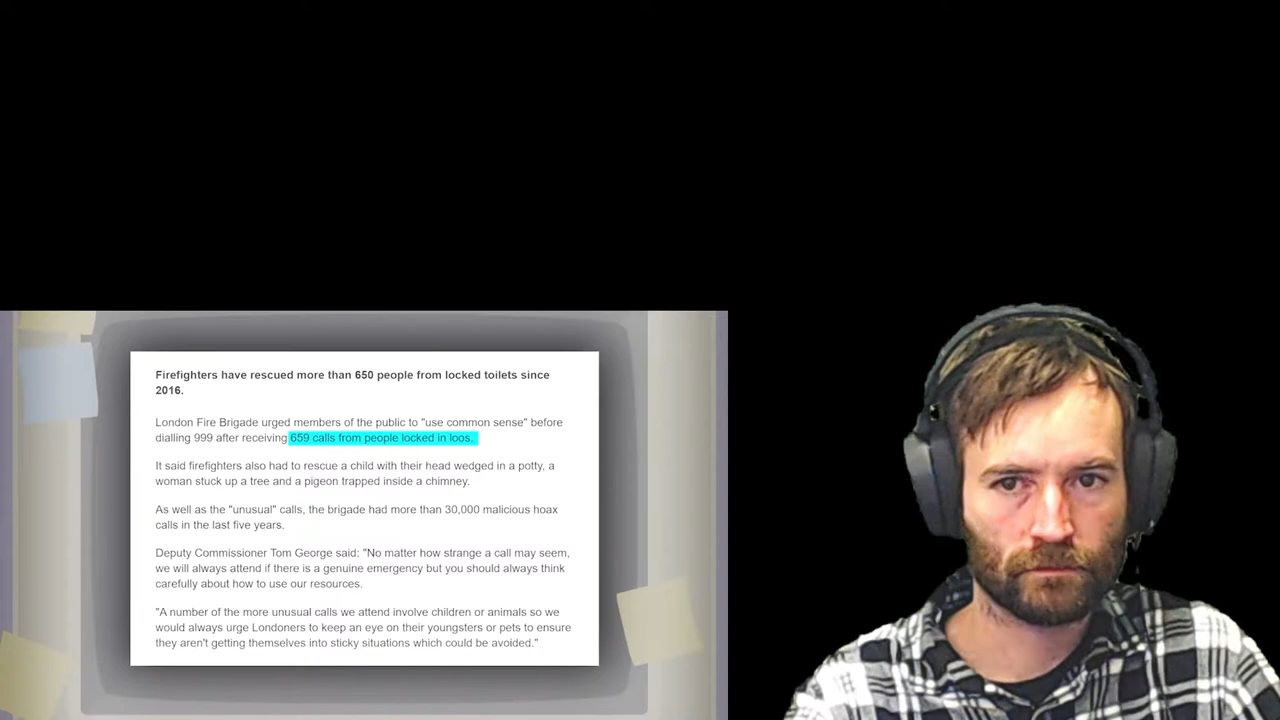 Firefighters have rescued more than 650 people from locked toilets since
2016.
London Fire Brigade urged members of the public to "use common sense" before
dialling 999 after receiving 659 calls from people locked in loos.
It said firefighters also had to rescue a child with their head wedged in a potty, a
woman stuck up a tree and a pigeon trapped inside a chimney.
As well as the "unusual" calls, the brigade had more than 30,000 malicious hoax
calls in the last five years.
Deputy Commissioner Tom George said: "No matter how strange a call may seem,
we will always attend if there is a genuine emergency but you should always think
carefully about how to use our resources.
"A number of the more unusual calls we attend involve children or animals so we
would always urge Londoners to keep an eye on their youngsters or pets to ensure
they aren't getting themselves into sticky situations which could be avoided."